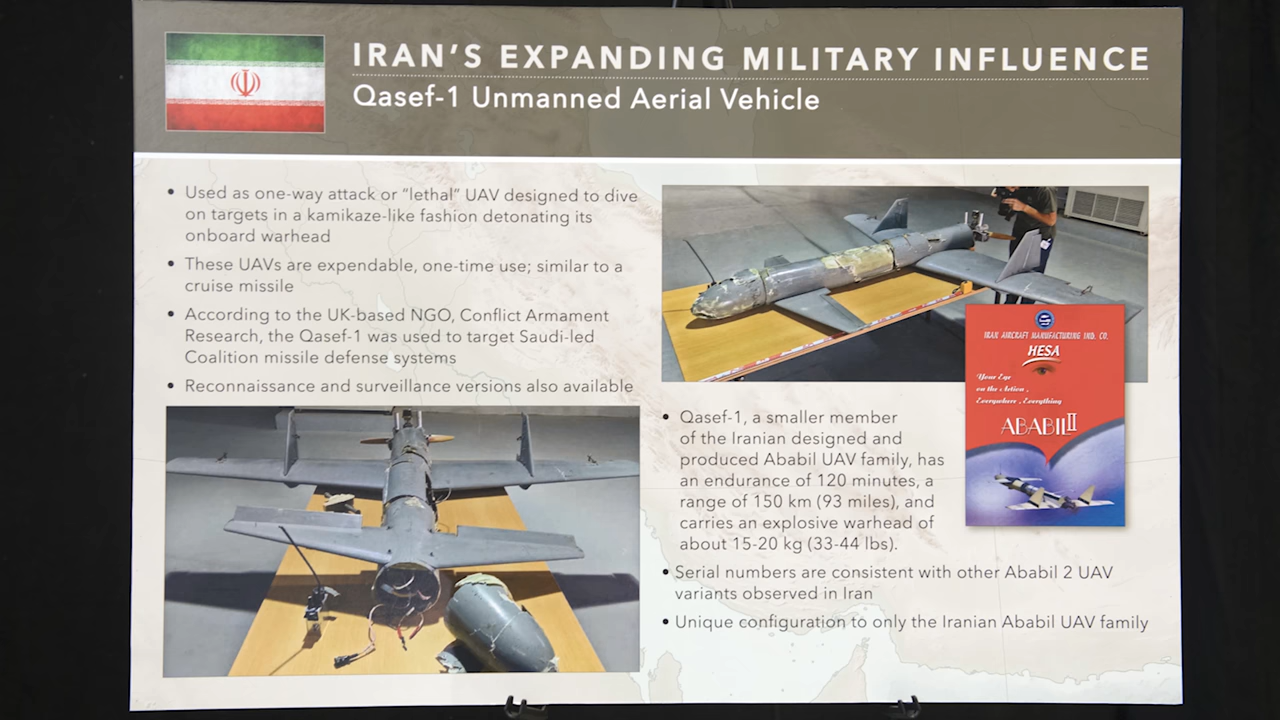 IRAN'S EXPANDING MILITARY INFLUENCE
Qasef-1 Unmanned Aerial Vehicle
• Used as one-way attack or "lethal" UAV designed to dive
on targets in a kamikaze-like fashion detonating its
onboard warhead
• These UAVs are expendable, one-time use; similar to a
cruise missile
• According to the UK-based NGO, Conflict Armament
Research, the Qasef-1 was used to target Saudi-led
Coalition missile defense systems
• Reconnaissance and surveillance versions also available
IRAN AIRCRAFT MANUFACTURING IND. CO.
HESA
Your Eye
on the Action,
Everywhere, Everything
ABABIL II
• Qasef-1, a smaller member
of the Iranian designed and
produced Ababil UAV family, has
an endurance of 120 minutes, a
range of 150 km (93 miles), and
carries an explosive warhead of
about 15-20 kg (33-44 lbs).
• Serial numbers are consistent with other Ababil 2 UAV
variants observed in Iran
• Unique configuration to only the Iranian Ababil UAV family